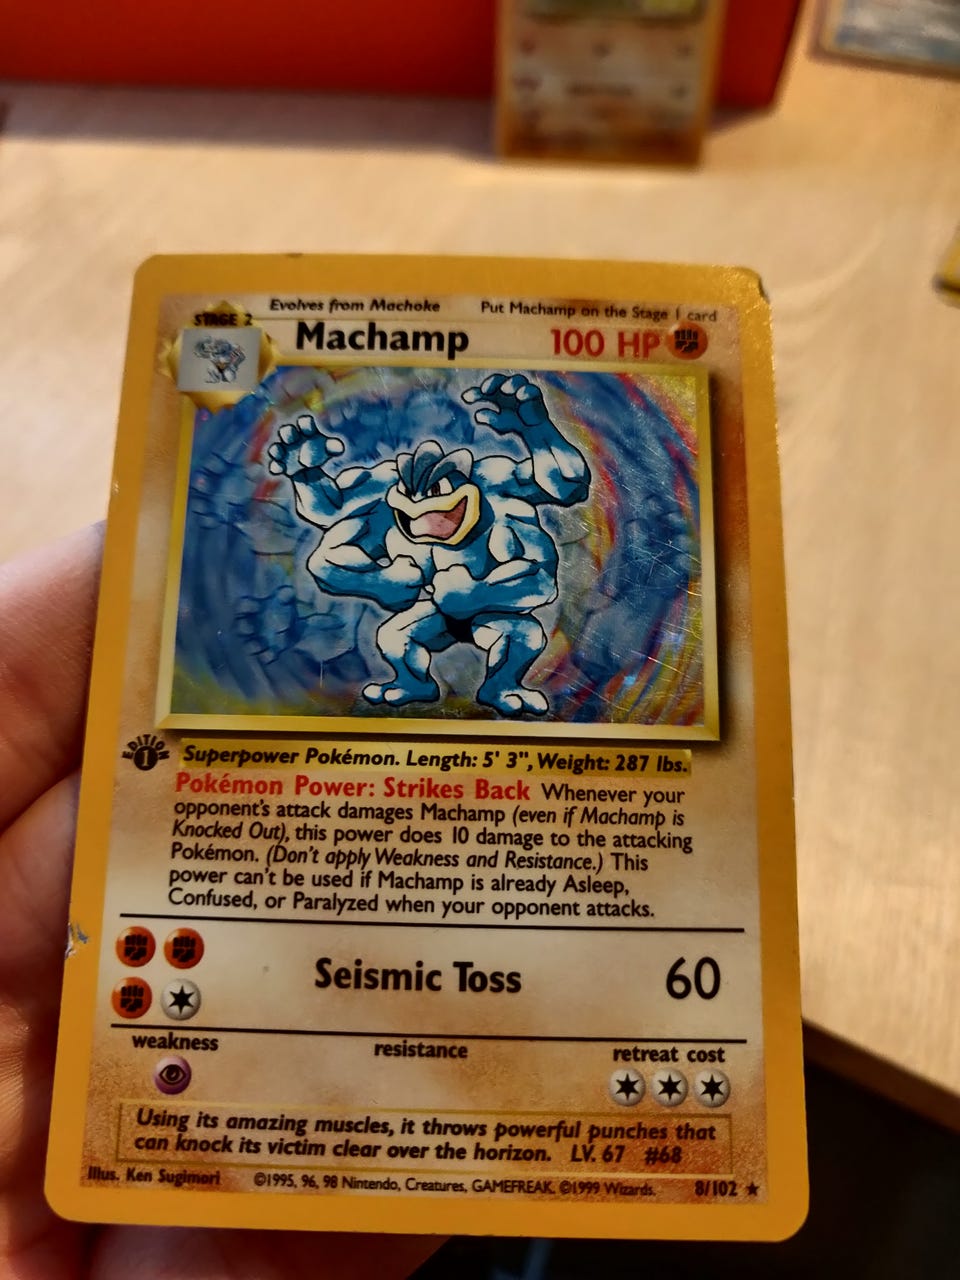 Evolves from Machoke Put Machamp on the Stage 1 card
STAGE 2
Machamp 100 HP
EDITION
1
Superpower Pokémon. Length: 5' 3", Weight: 287 lbs.
Pokémon Power: Strikes Back Whenever your
opponent's attack damages Machamp (even if Machamp is
Knocked Out), this power does 10 damage to the attacking
Pokémon. (Don't apply Weakness and Resistance.) This
power can't be used if Machamp is already Asleep,
Confused, or Paralyzed when your opponent attacks.
Seismic Toss 60
weakness resistance retreat cost
Using its amazing muscles, it throws powerful punches that
can knock its victim clear over the horizon. LV. 67 #68
Illus. Ken Sugimori ©1995, 96, 98 Nintendo, Creatures, GAMEFREAK. ©1999 Wizards. 8/102 ★